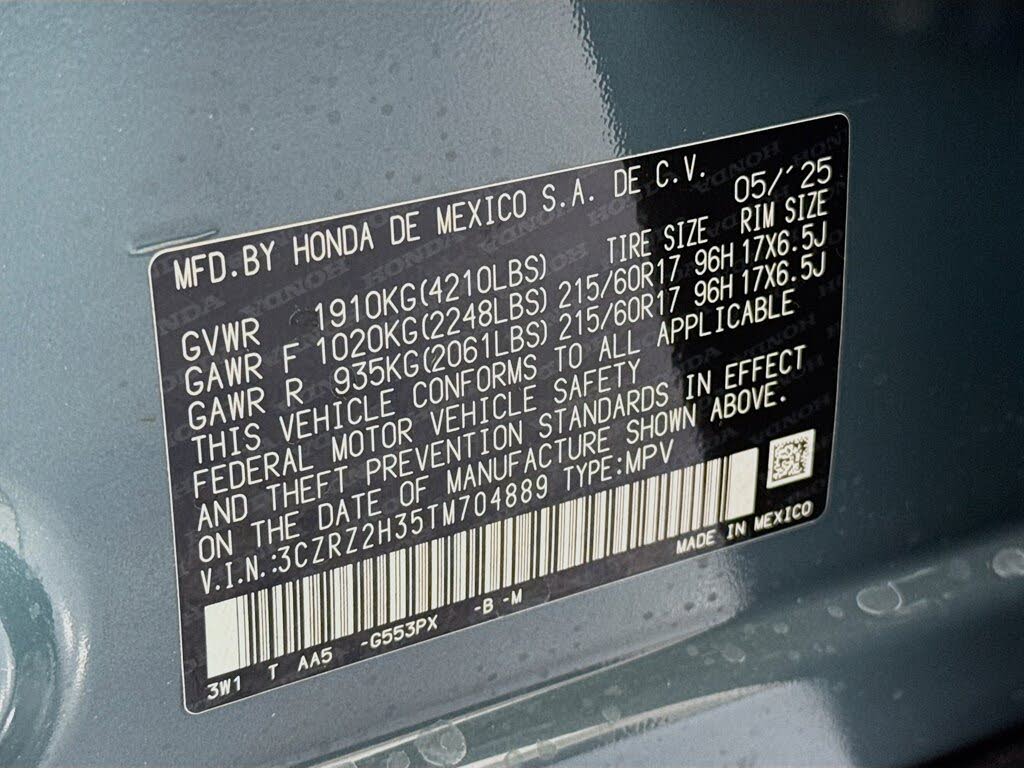 MFD.BY HONDA DE MEXICO S.A. DE C.V.
05/'25
GVWR 1910KG(4210LBS) TIRE SIZE RIM SIZE
GAWR F 1020KG(2248LBS) 215/60R17 96H 17X6.5J
GAWR R 935KG(2061LBS) 215/60R17 96H 17X6.5J
THIS VEHICLE CONFORMS TO ALL APPLICABLE
FEDERAL MOTOR VEHICLE SAFETY
AND THEFT PREVENTION STANDARDS IN EFFECT
ON THE DATE OF MANUFACTURE SHOWN ABOVE.
V.I.N.:3CZRZ2H35TM704889 TYPE:MPV
MADE IN MEXICO
3W1 T AA5 -G553PX -B -M